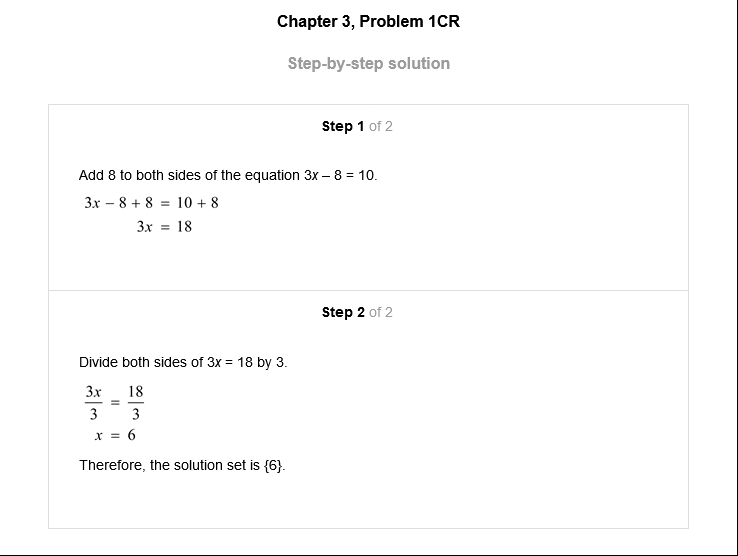 Chapter 3, Problem 1CR
Step-by-step solution
Step 1 of 2
Add 8 to both sides of the equation 3x – 8 = 10.
3x − 8 + 8 = 10 + 8
3x = 18
Step 2 of 2
Divide both sides of 3x = 18 by 3.
3x/3 = 18/3
x = 6
Therefore, the solution set is {6}.